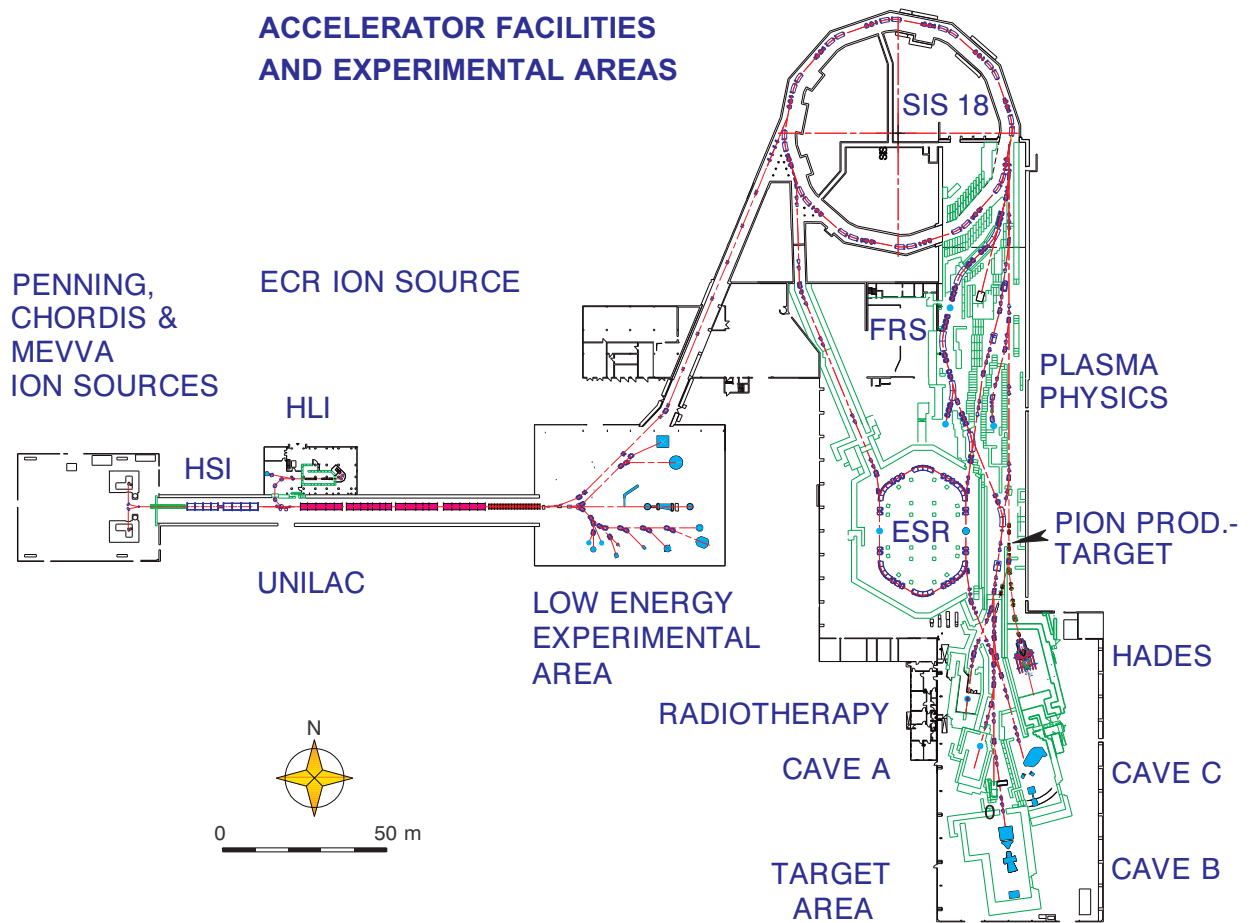 ACCELERATOR FACILITIES
AND EXPERIMENTAL AREAS
SIS 18
PENNING,
CHORDIS &
MEVVA
ION SOURCES
ECR ION SOURCE
FRS
PLASMA
PHYSICS
HLI
HSI
ESR
PION PROD.-
TARGET
UNILAC
LOW ENERGY
EXPERIMENTAL
AREA
HADES
RADIOTHERAPY
N
CAVE A
CAVE C
0
50 m
CAVE B
TARGET
AREA